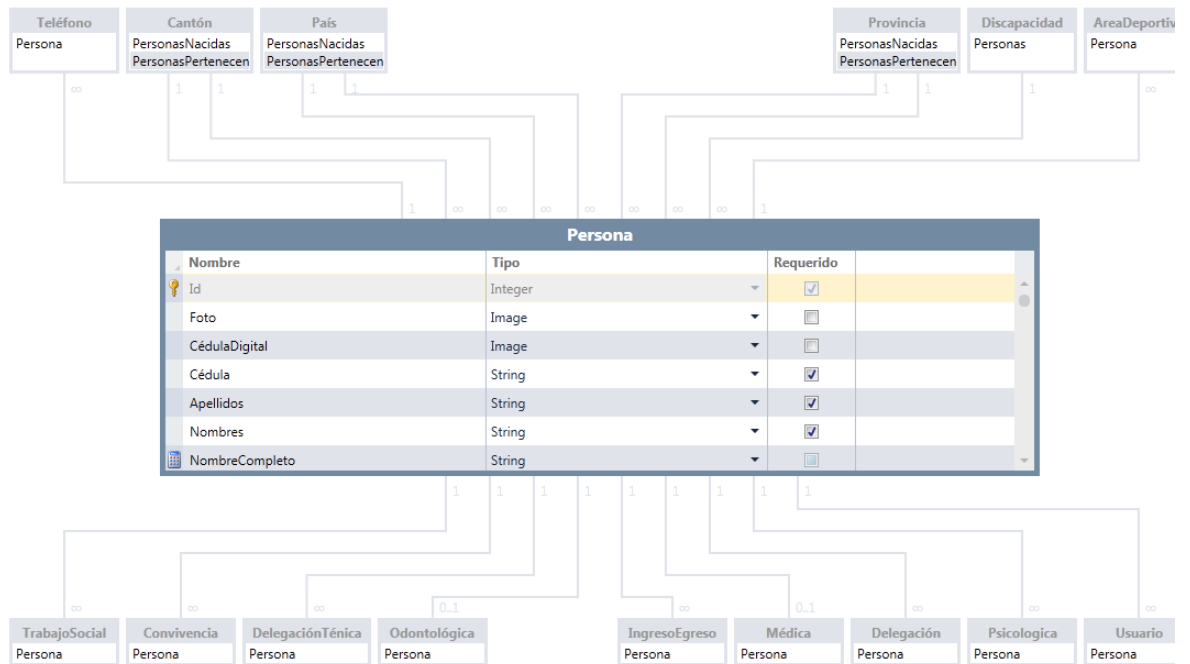 Teléfono Cantón País Provincia Discapacidad AreaDeportiv
Persona PersonasNacidas PersonasNacidas PersonasNacidas Personas Persona
PersonasPertenecen PersonasPertenecen PersonasPertenecen
∞ 1 1 1 1 1 1 1 ∞
1 ∞ ∞ ∞ ∞ ∞ ∞ ∞ 1
Persona
Nombre Tipo Requerido
Id Integer
Foto Image
CédulaDigital Image
Cédula String
Apellidos String
Nombres String
NombreCompleto String
1 1 1 1 1 1 1 1 1
∞ ∞ ∞ 0..1 ∞ 0..1 ∞ ∞ ∞
TrabajoSocial Convivencia DelegaciónTénica Odontológica IngresoEgreso Médica Delegación Psicologica Usuario
Persona Persona Persona Persona Persona Persona Persona Persona Persona